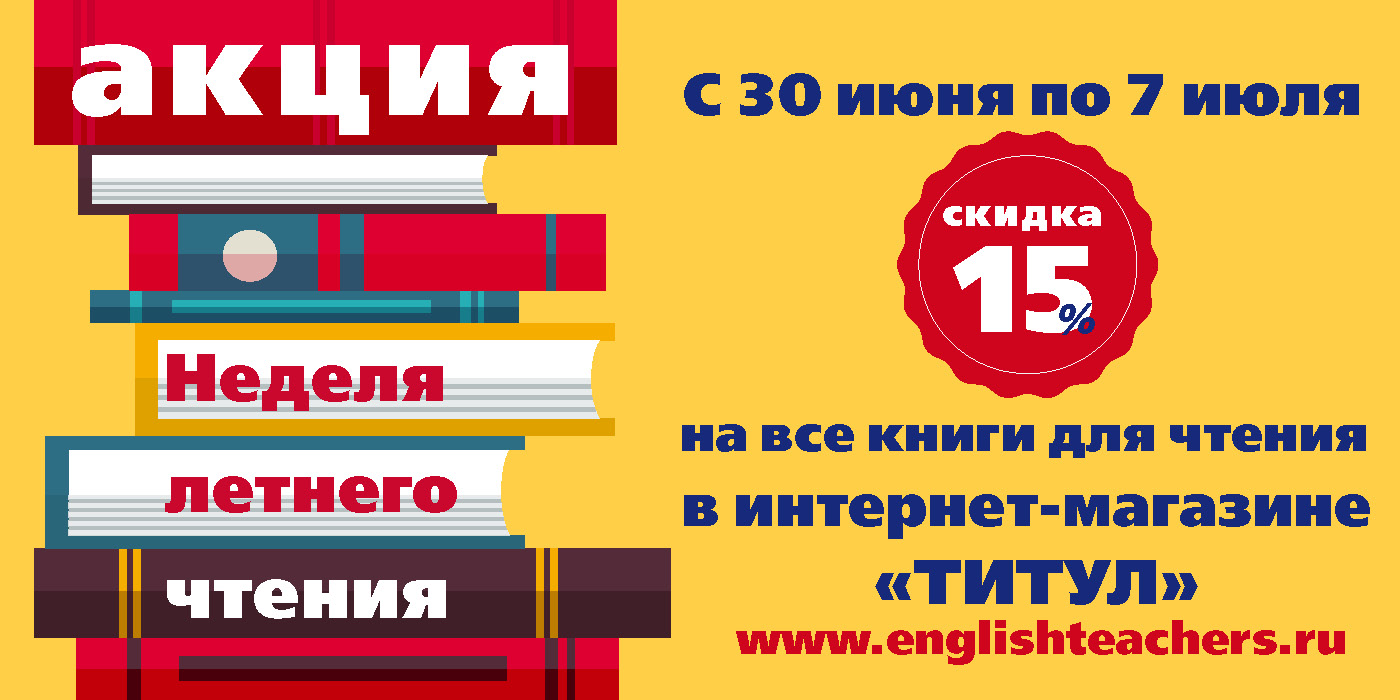 акция
Неделя
летнего
чтения
С 30 июня по 7 июля
скидка
15%
на все книги для чтения
в интернет-магазине
«ТИТУЛ»
www.englishteachers.ru